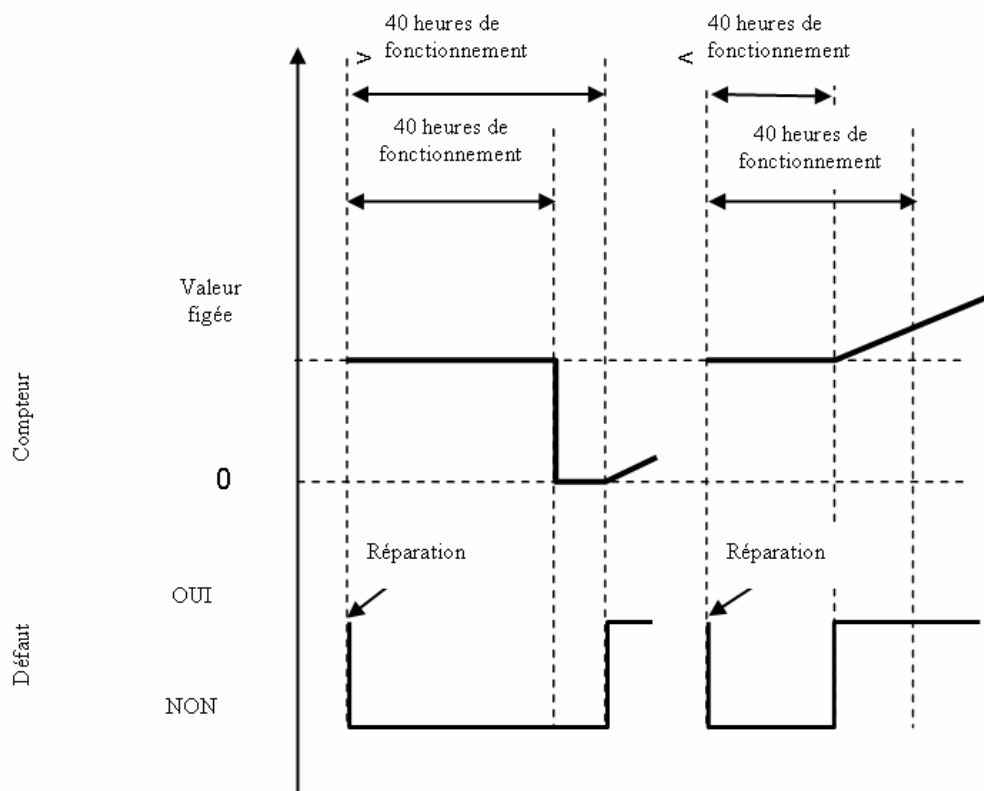 40 heures de
fonctionnement
>
40 heures de
fonctionnement
<
40 heures de
fonctionnement
40 heures de
fonctionnement
Valeur
figée
Compteur
0
Réparation
Réparation
OUI
Défaut
NON